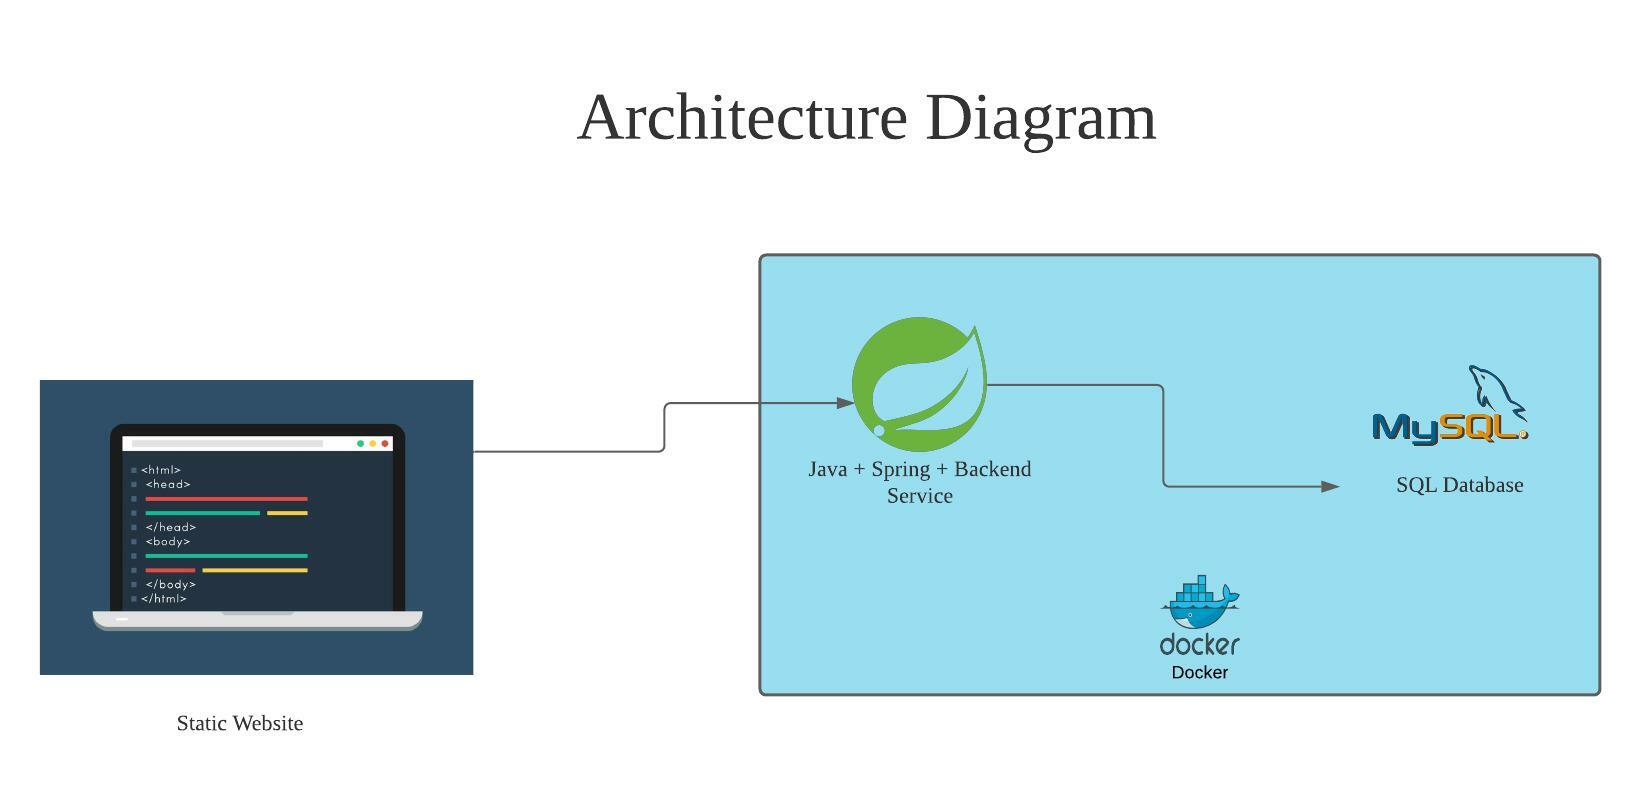 Architecture Diagram
<html>
<head>
</head>
<body>
</body>
</html>
Static Website
Java + Spring + Backend
Service
MySQL
SQL Database
docker
Docker